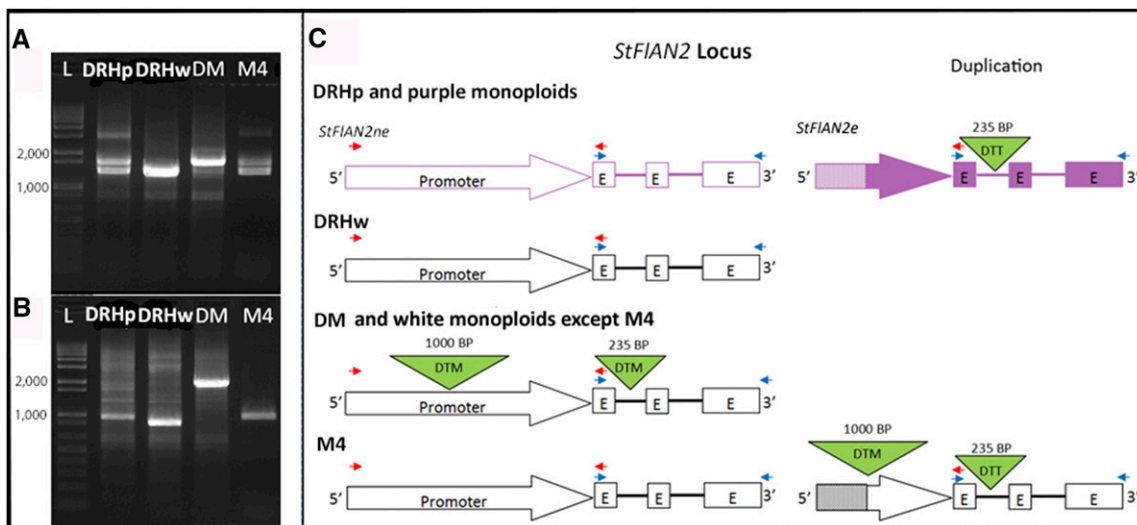 A
L DRHp DRHw DM M4
2,000
1,000
B
L DRHp DRHw DM M4
2,000
1,000
C
StFlAN2 Locus
Duplication
DRHp and purple monoploids
StFlAN2ne
StFlAN2e
235 BP
DTT
5' Promoter E E E 3'
5' E E E 3'
DRHw
5' Promoter E E E 3'
DM and white monoploids except M4
1000 BP
235 BP
DTM
DTM
5' Promoter E E E 3'
M4
1000 BP
235 BP
DTM
DTT
5' Promoter E E E 3'
5' E E E 3'